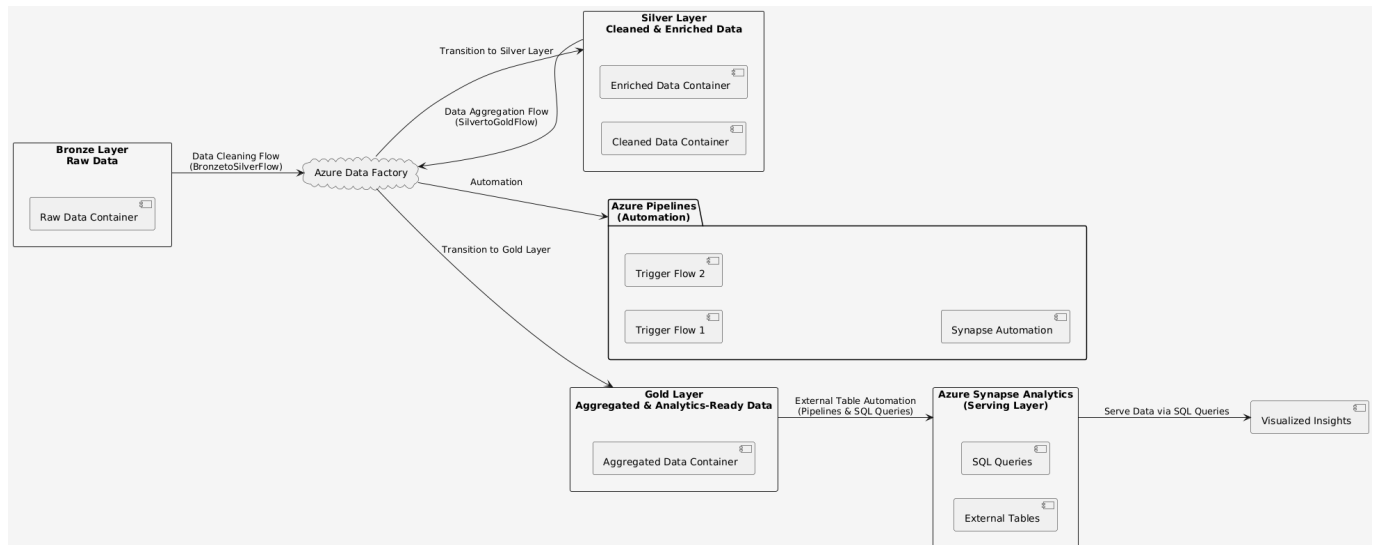 Silver Layer
Cleaned & Enriched Data
Transition to Silver Layer
Enriched Data Container
Data Aggregation Flow
(SilvertoGoldFlow)
Cleaned Data Container
Bronze Layer
Raw Data
Data Cleaning Flow
(BronzetoSilverFlow)
Azure Data Factory
Raw Data Container
Automation
Azure Pipelines
(Automation)
Transition to Gold Layer
Trigger Flow 2
Trigger Flow 1
Synapse Automation
Gold Layer
Aggregated & Analytics-Ready Data
External Table Automation
(Pipelines & SQL Queries)
Azure Synapse Analytics
(Serving Layer)
Serve Data via SQL Queries
Visualized Insights
Aggregated Data Container
SQL Queries
External Tables